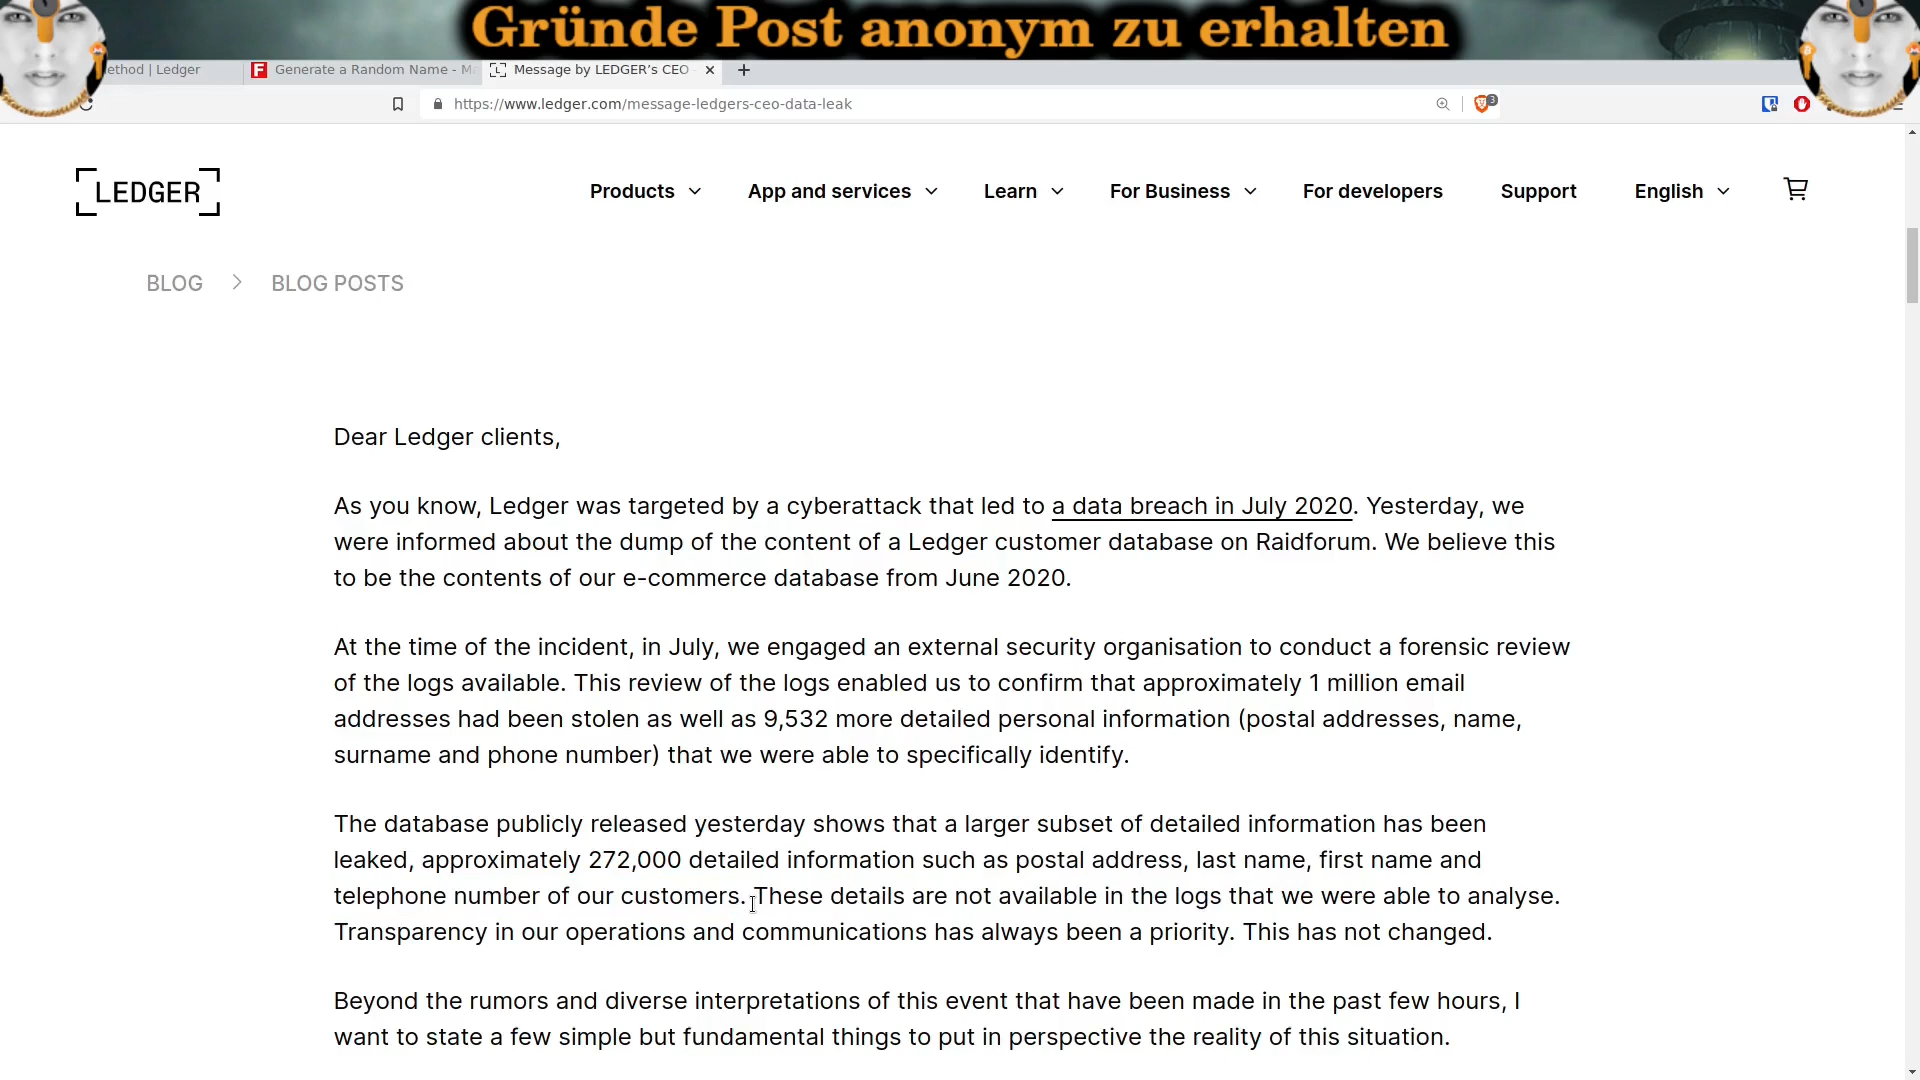 Gründe Post anonym zu erhalten
ethod | Ledger
Generate a Random Name - M
Message by LEDGER’s CEO
https://www.ledger.com/message-ledgers-ceo-data-leak
3
LEDGER
Products
App and services
Learn
For Business
For developers
Support
English
BLOG
BLOG POSTS
Dear Ledger clients,
As you know, Ledger was targeted by a cyberattack that led to a data breach in July 2020. Yesterday, we
were informed about the dump of the content of a Ledger customer database on Raidforum. We believe this
to be the contents of our e-commerce database from June 2020.
At the time of the incident, in July, we engaged an external security organisation to conduct a forensic review
of the logs available. This review of the logs enabled us to confirm that approximately 1 million email
addresses had been stolen as well as 9,532 more detailed personal information (postal addresses, name,
surname and phone number) that we were able to specifically identify.
The database publicly released yesterday shows that a larger subset of detailed information has been
leaked, approximately 272,000 detailed information such as postal address, last name, first name and
telephone number of our customers. These details are not available in the logs that we were able to analyse.
Transparency in our operations and communications has always been a priority. This has not changed.
Beyond the rumors and diverse interpretations of this event that have been made in the past few hours, I
want to state a few simple but fundamental things to put in perspective the reality of this situation.